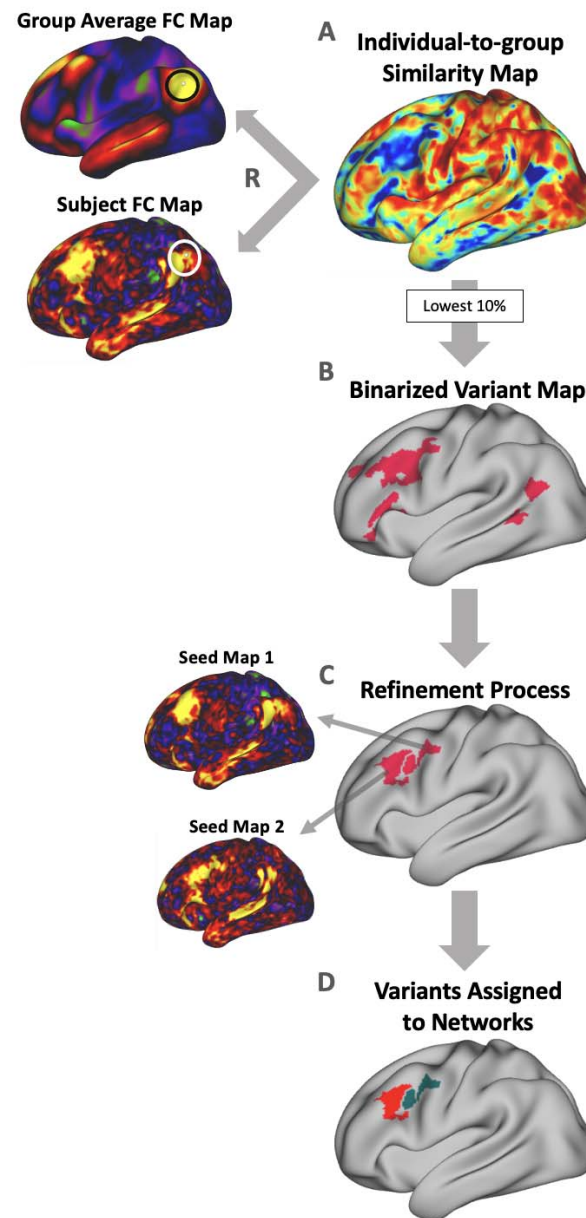 Group Average FC Map
A
Individual-to-group
Similarity Map
R
Subject FC Map
Lowest 10%
B
Binarized Variant Map
Seed Map 1
C
Refinement Process
Seed Map 2
D
Variants Assigned
to Networks